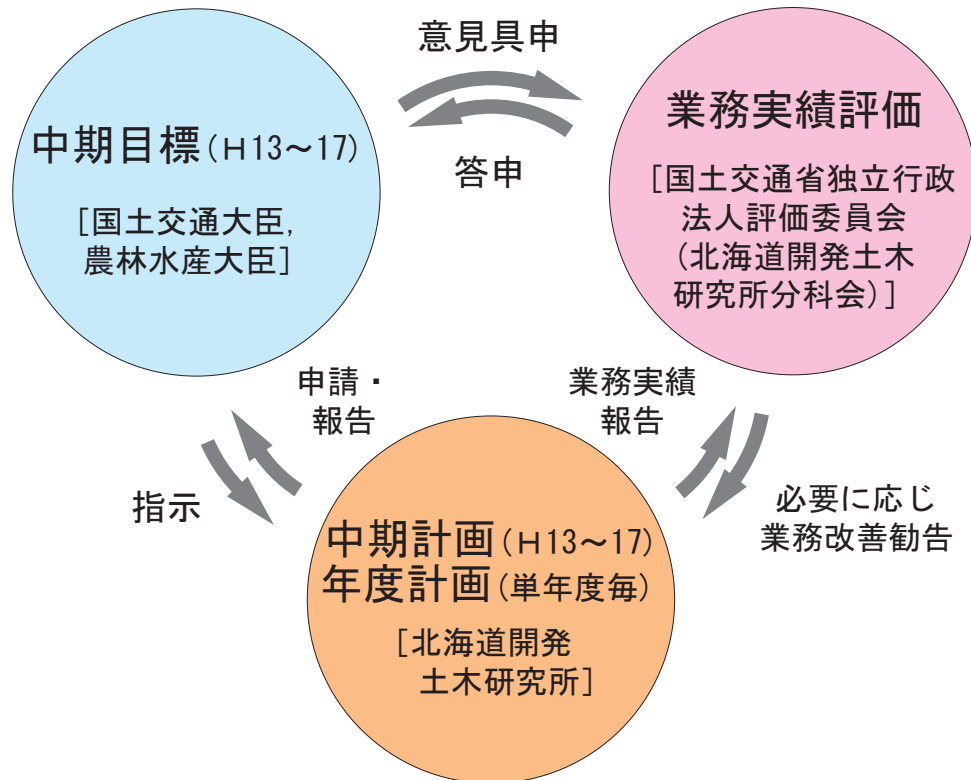 意見具申
答申
中期目標(H13～17)
[国土交通大臣,
農林水産大臣]
業務実績評価
[国土交通省独立行政
法人評価委員会
(北海道開発土木
研究所分科会)]
申請・
報告
業務実績
報告
指示
必要に応じ
業務改善勧告
中期計画(H13～17)
年度計画(単年度毎)
[北海道開発
土木研究所]